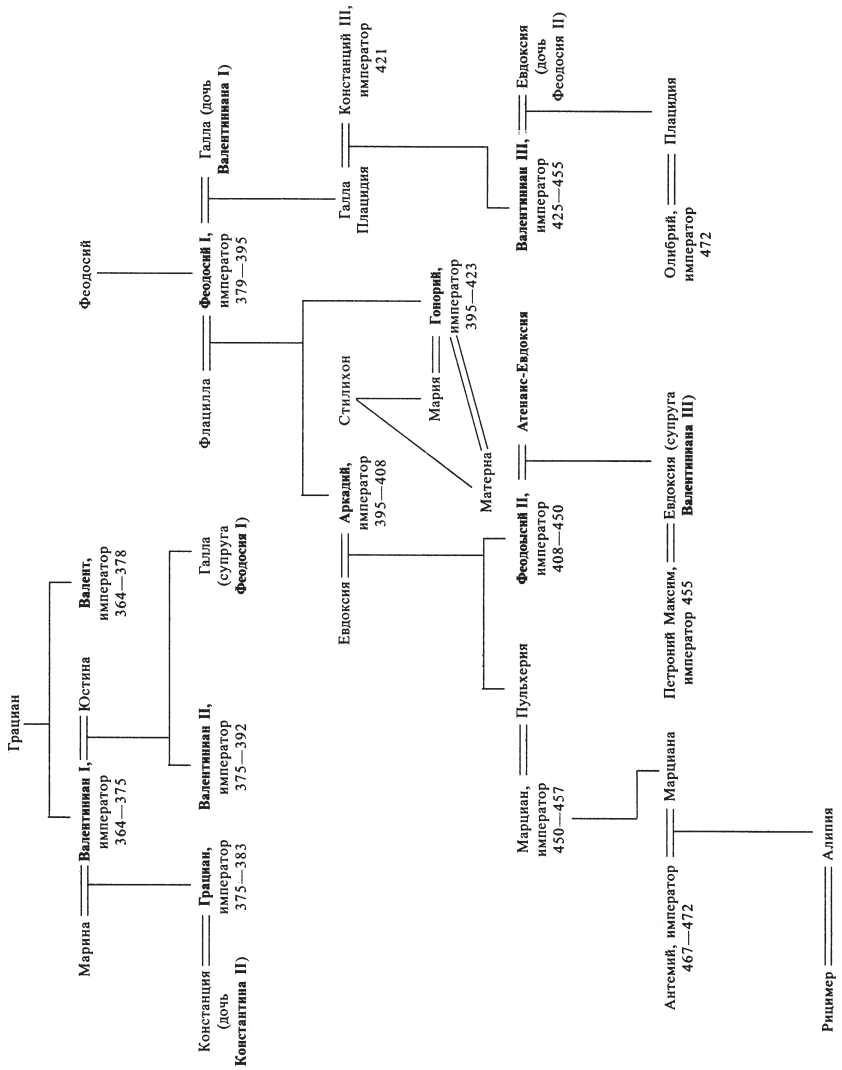 Грациан
Марина
Валентиниан I,
император
364—375
Юстина
Валент,
император
364—378
Феодосий
Констанция
(дочь
Константина II)
Грациан,
император
375—383
Валентиниан II,
император
375—392
Галла
(супруга
Феодосия I)
Флацилла
Феодосий I,
император
379—395
Галла (дочь
Валентиниана I)
Евдоксия
Аркадий,
император
395—408
Стилихон
Галла
Плацидия
Констанций III,
император
421
Мария
Гонорий,
император
395—423
Матерна
Марциан,
император
450—457
Пульхерия
Феодоысий II,
император
408—450
Атенаис-Евдоксия
Валентиниан III,
император
425—455
Евдоксия
(дочь
Феодосия II)
Антемий, император
467—472
Марциана
Петроний Максим,
император 455
Евдоксия (супруга
Валентиниана III)
Олибрий,
император
472
Плацидия
Рицимер
Алипия